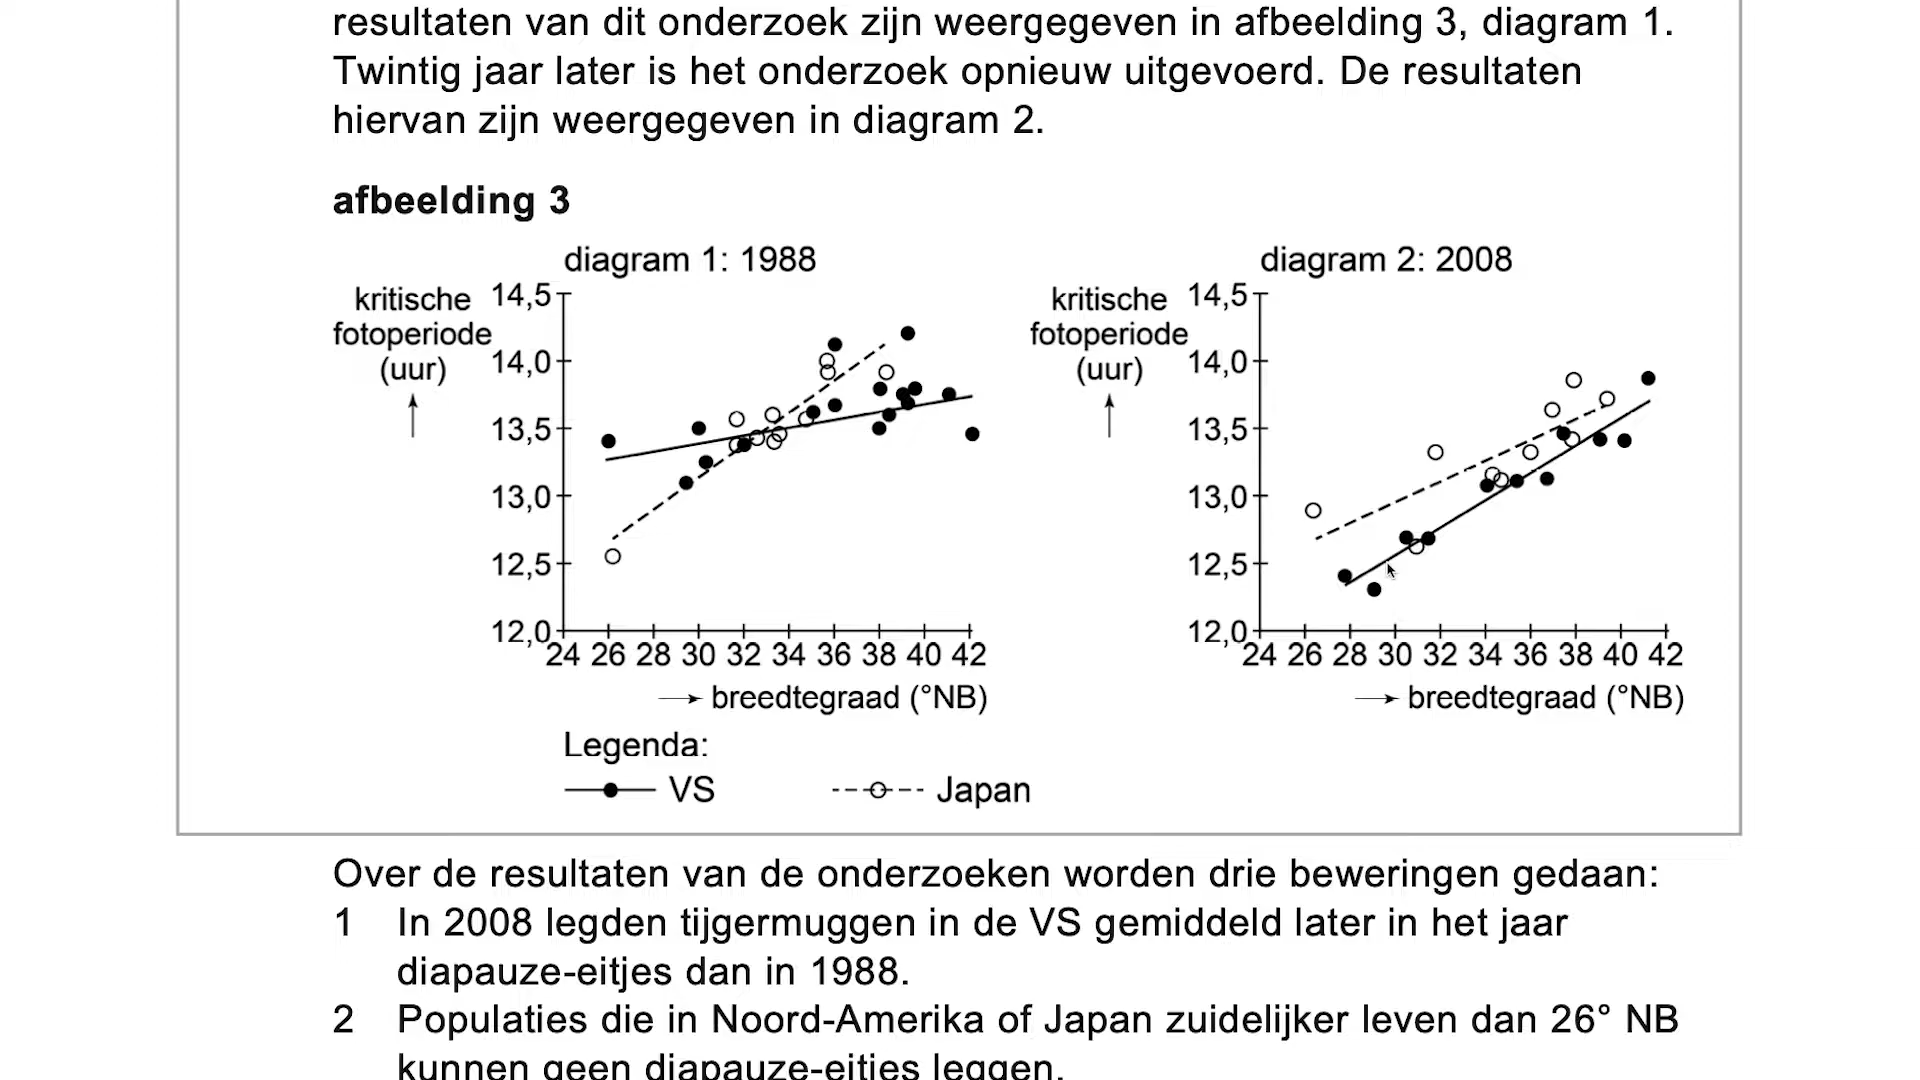 resultaten van dit onderzoek zijn weergegeven in afbeelding 3, diagram 1.
Twintig jaar later is het onderzoek opnieuw uitgevoerd. De resultaten
hiervan zijn weergegeven in diagram 2.
afbeelding 3
diagram 1: 1988
kritische
fotoperiode
(uur)
14,5
14,0
13,5
13,0
12,5
12,0
24 26 28 30 32 34 36 38 40 42
breedtegraad (°NB)
diagram 2: 2008
kritische
fotoperiode
(uur)
14,5
14,0
13,5
13,0
12,5
12,0
24 26 28 30 32 34 36 38 40 42
breedtegraad (°NB)
Legenda:
VS Japan
Over de resultaten van de onderzoeken worden drie beweringen gedaan:
1 In 2008 legden tijgermuggen in de VS gemiddeld later in het jaar
diapauze-eitjes dan in 1988.
2 Populaties die in Noord-Amerika of Japan zuidelijker leven dan 26° NB
kunnen geen diapauze-eitjes leggen.